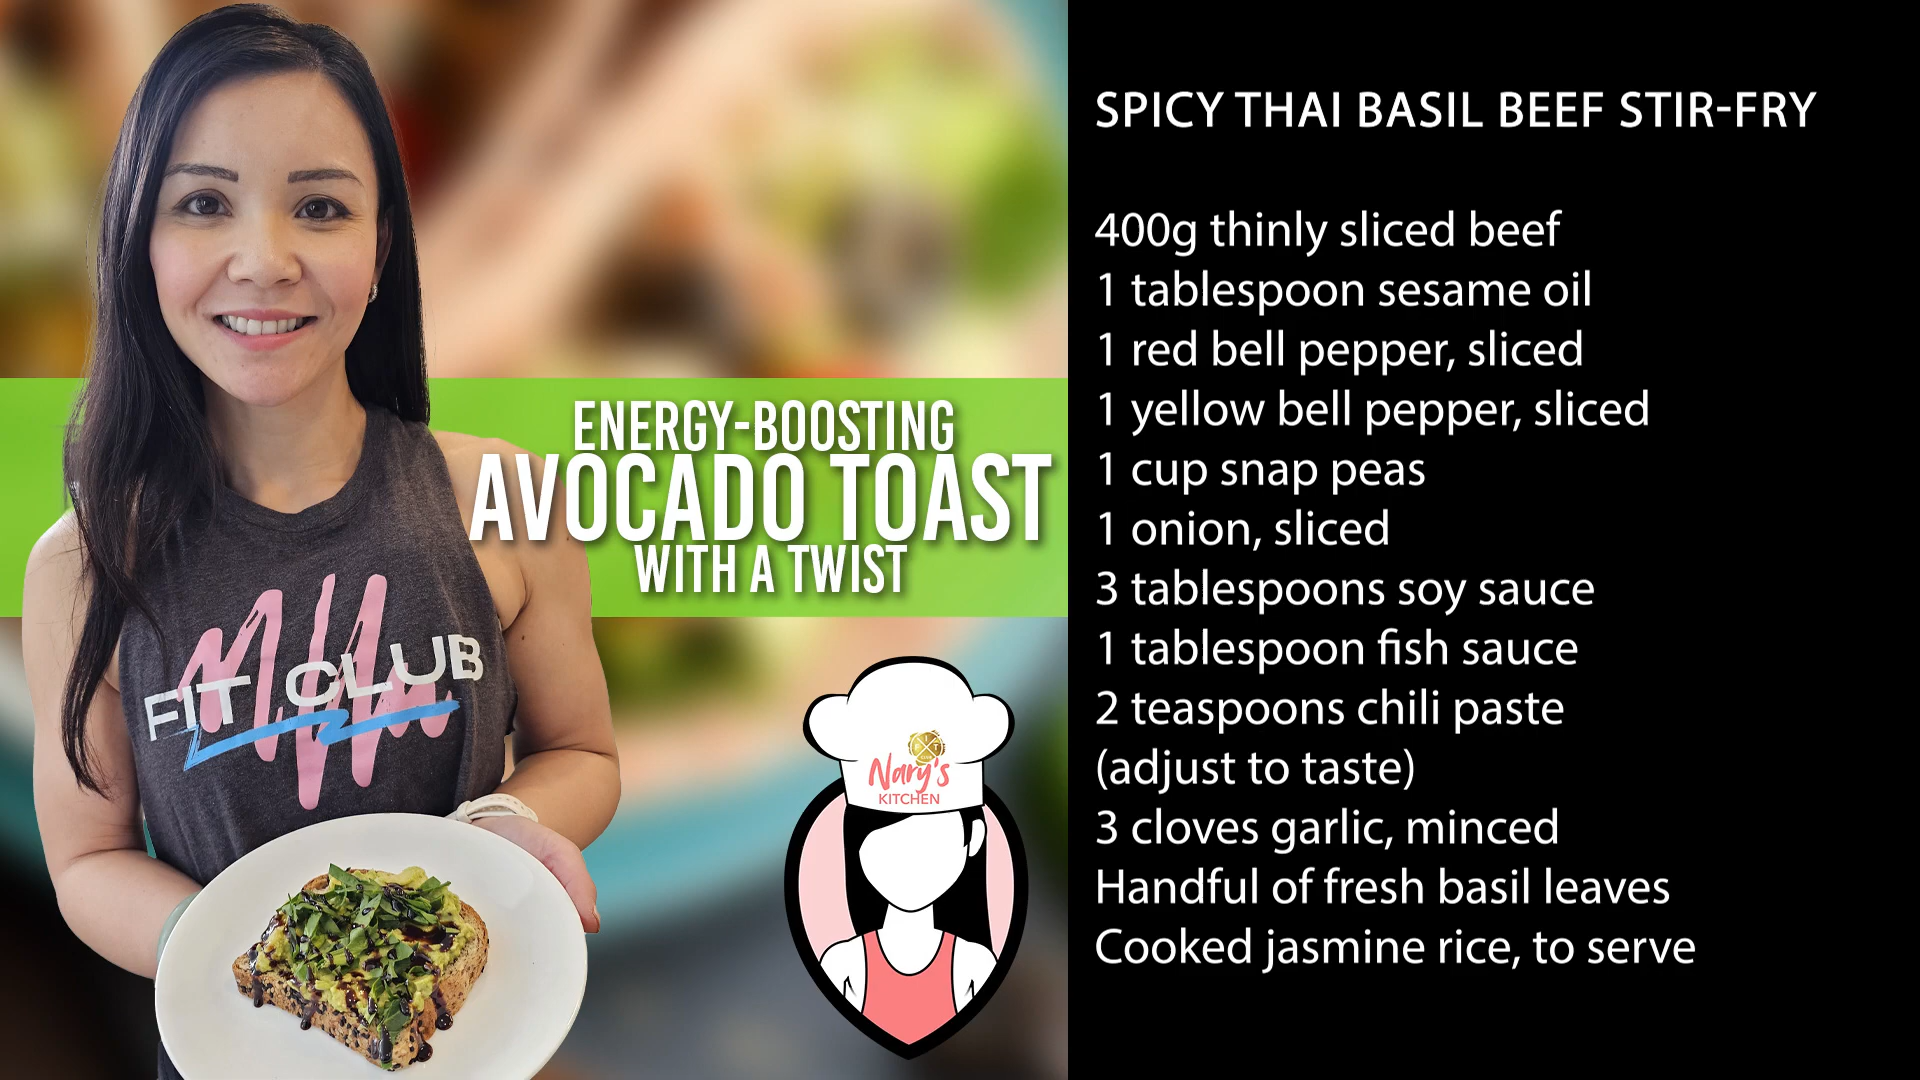 ENERGY-BOOSTING
AVOCADO TOAST
WITH A TWIST
FIT CLUB
Nary's
KITCHEN
SPICY THAI BASIL BEEF STIR-FRY
400g thinly sliced beef
1 tablespoon sesame oil
1 red bell pepper, sliced
1 yellow bell pepper, sliced
1 cup snap peas
1 onion, sliced
3 tablespoons soy sauce
1 tablespoon fish sauce
2 teaspoons chili paste
(adjust to taste)
3 cloves garlic, minced
Handful of fresh basil leaves
Cooked jasmine rice, to serve